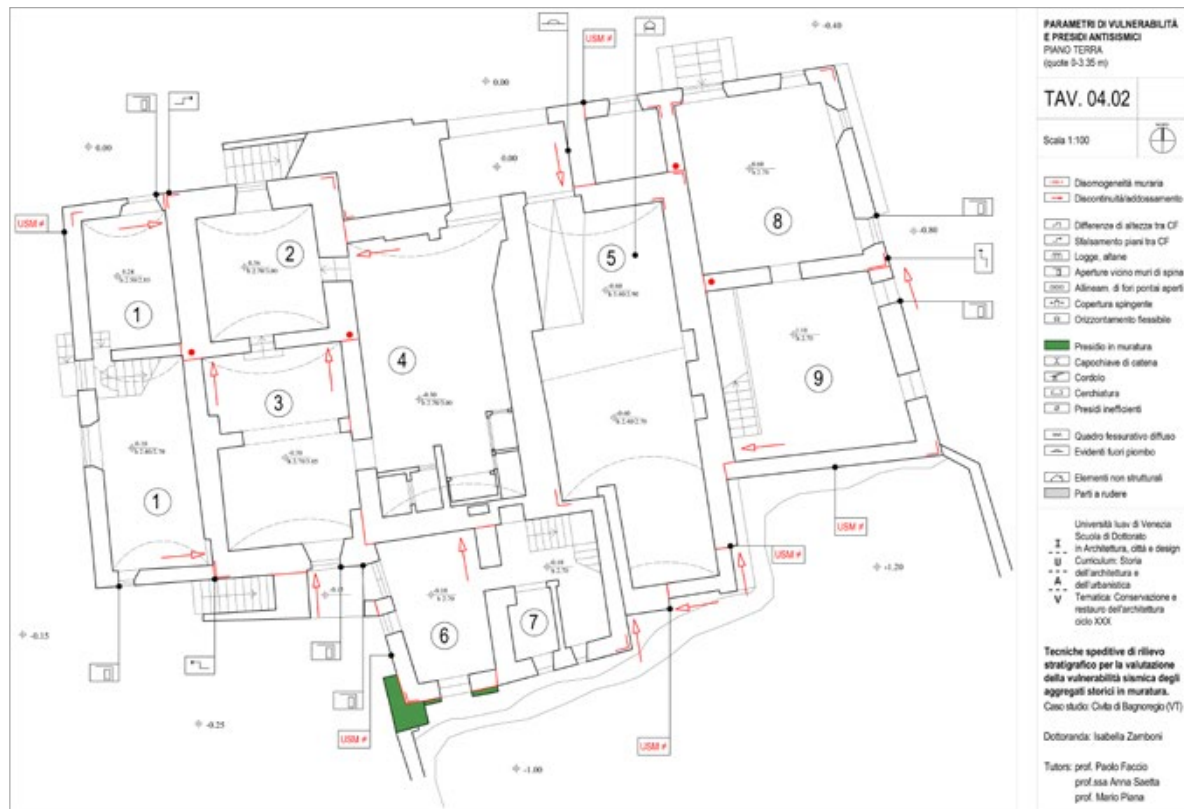 -0.40
USM ≠
0.00
0.00
0.00
USM ≠
2
5
8
-0.80
1
4
9
3
1
6
7
USM ≠
USM ≠
-1.20
-0.15
-0.25
USM ≠
USM ≠
-1.00
PARAMETRI DI VULNERABILITÀ
E PRESIDI ANTISISMICI
PIANO TERRA
(quote 0-3.35 m)
TAV. 04.02
Scala 1:100
Disomogeneità muraria
Discontinuità/addossamento
Differenze di altezza tra CF
Sfalsamento piani tra CF
Logge, altane
Aperture vicino muri di spina
Allineam. di fori pontai aperti
Copertura spingente
Orizzontamento flessibile
Presidio in muratura
Capochiave di catena
Cordolo
Cerchiatura
Presidi inefficienti
Quadro fessurativo diffuso
Evidenti fuori piombo
Elementi non strutturali
Parti a rudere
I
U
A
V
Università Iuav di Venezia
Scuola di Dottorato
in Architettura, città e design
Curriculum: Storia
dell'architettura e
dell'urbanistica
Tematica: Conservazione e
restauro dell'architettura
ciclo XXX
Tecniche speditive di rilievo
stratigrafico per la valutazione
della vulnerabilità sismica degli
aggregati storici in muratura.
Caso studio: Civita di Bagnoregio (VT)
Dottoranda: Isabella Zamboni
Tutors: prof. Paolo Faccio
prof.ssa Anna Saetta
prof. Mario Piana